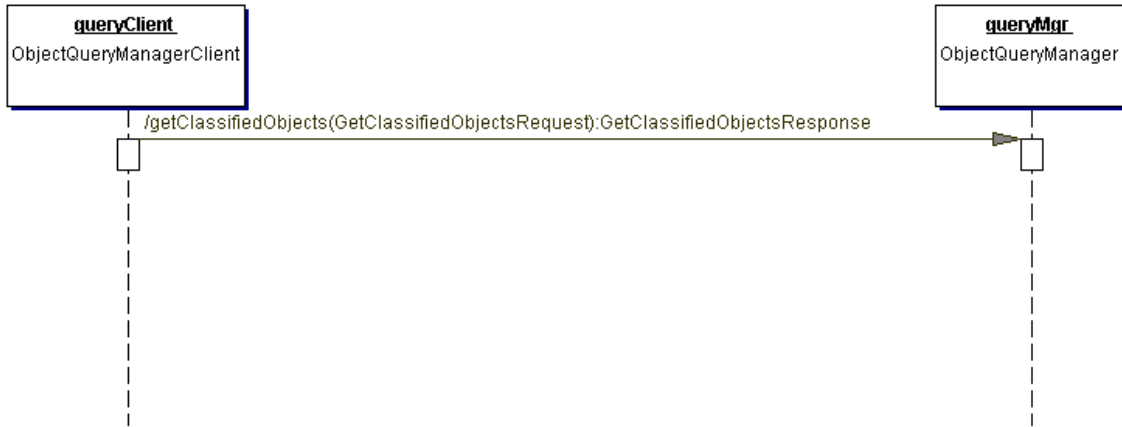 queryClient
ObjectQueryManagerClient
queryMgr
ObjectQueryManager
/getClassifiedObjects(GetClassifiedObjectsRequest):GetClassifiedObjectsResponse